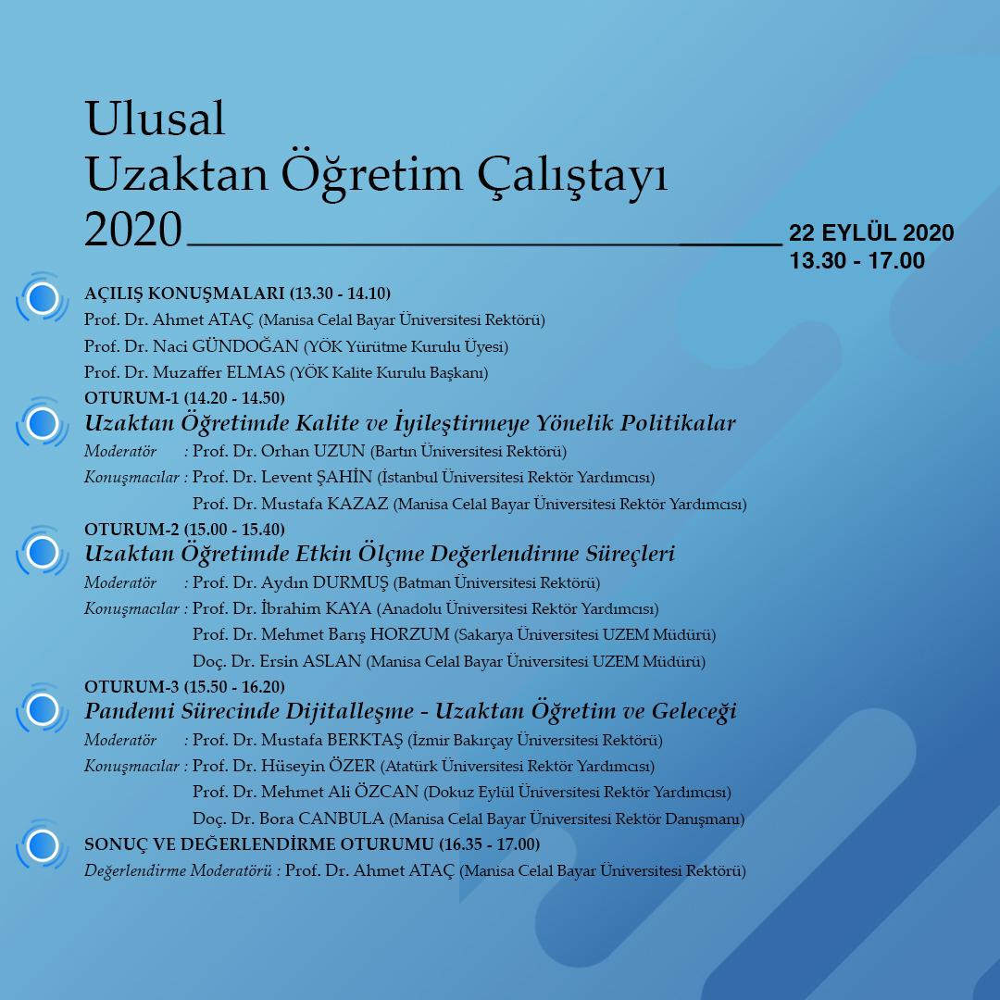 Ulusal
Uzaktan Öğretim Çalıştayı
2020
22 EYLÜL 2020
13.30 - 17.00
AÇILIŞ KONUŞMALARI (13.30 - 14.10)
Prof. Dr. Ahmet ATAÇ (Manisa Celal Bayar Üniversitesi Rektörü)
Prof. Dr. Naci GÜNDOĞAN (YÖK Yürütme Kurulu Üyesi)
Prof. Dr. Muzaffer ELMAS (YÖK Kalite Kurulu Başkanı)
OTURUM-1 (14.20 - 14.50)
Uzaktan Öğretimde Kalite ve İyileştirmeye Yönelik Politikalar
Moderatör : Prof. Dr. Orhan UZUN (Bartın Üniversitesi Rektörü)
Konuşmacılar : Prof. Dr. Levent ŞAHİN (İstanbul Üniversitesi Rektör Yardımcısı)
Prof. Dr. Mustafa KAZAZ (Manisa Celal Bayar Üniversitesi Rektör Yardımcısı)
OTURUM-2 (15.00 - 15.40)
Uzaktan Öğretimde Etkin Ölçme Değerlendirme Süreçleri
Moderatör : Prof. Dr. Aydın DURMUŞ (Batman Üniversitesi Rektörü)
Konuşmacılar : Prof. Dr. İbrahim KAYA (Anadolu Üniversitesi Rektör Yardımcısı)
Prof. Dr. Mehmet Barış HORZUM (Sakarya Üniversitesi UZEM Müdürü)
Doç. Dr. Ersin ASLAN (Manisa Celal Bayar Üniversitesi UZEM Müdürü)
OTURUM-3 (15.50 - 16.20)
Pandemi Sürecinde Dijitalleşme - Uzaktan Öğretim ve Geleceği
Moderatör : Prof. Dr. Mustafa BERKTAŞ (İzmir Bakırçay Üniversitesi Rektörü)
Konuşmacılar : Prof. Dr. Hüseyin ÖZER (Atatürk Üniversitesi Rektör Yardımcısı)
Prof. Dr. Mehmet Ali ÖZCAN (Dokuz Eylül Üniversitesi Rektör Yardımcısı)
Doç. Dr. Bora CANBULA (Manisa Celal Bayar Üniversitesi Rektör Danışmanı)
SONUÇ VE DEĞERLENDİRME OTURUMU (16.35 - 17.00)
Değerlendirme Moderatörü : Prof. Dr. Ahmet ATAÇ (Manisa Celal Bayar Üniversitesi Rektörü)